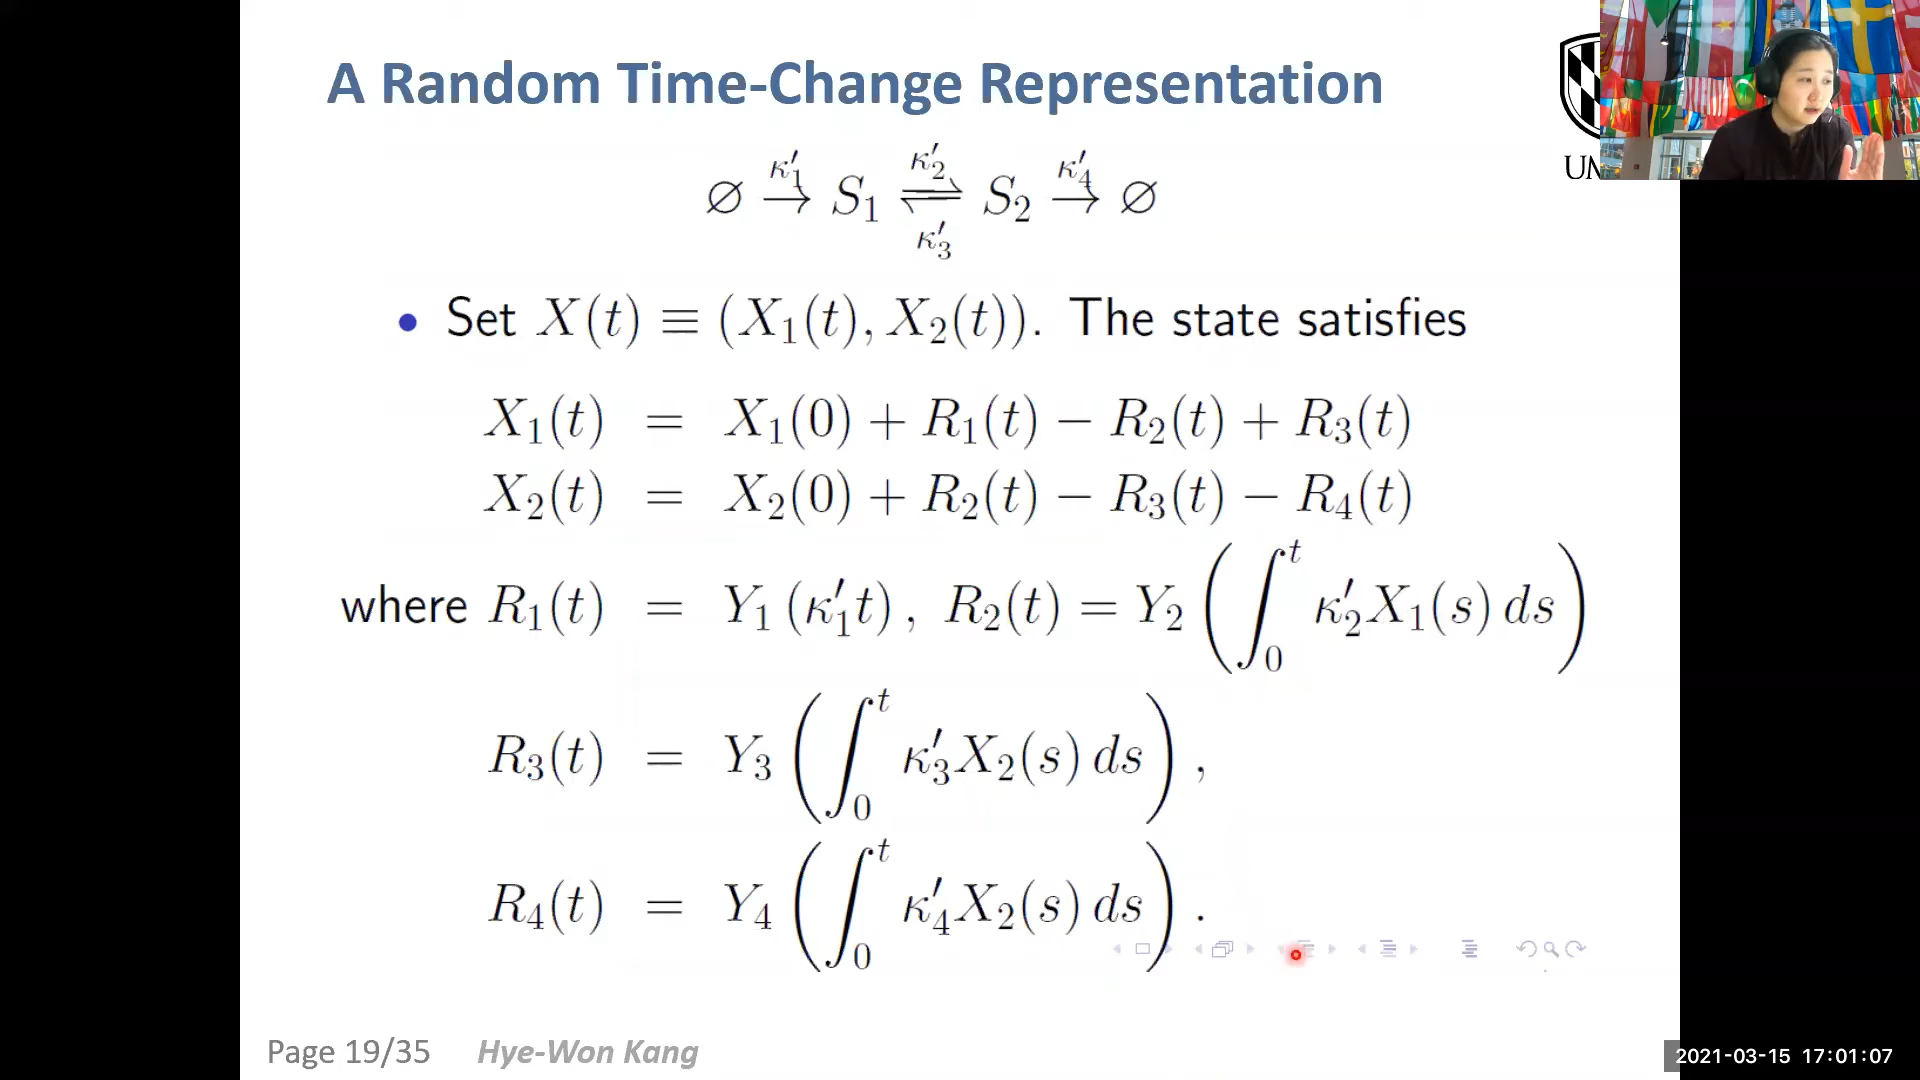 A Random Time-Change Representation
∅ →^{κ′₁} S₁ ⇌^{κ′₂}_{κ′₃} S₂ →^{κ′₄} ∅
• Set X(t) ≡ (X₁(t), X₂(t)). The state satisfies
X₁(t) = X₁(0) + R₁(t) − R₂(t) + R₃(t)
X₂(t) = X₂(0) + R₂(t) − R₃(t) − R₄(t)
where R₁(t) = Y₁ (κ′₁t) , R₂(t) = Y₂ (∫₀ᵗ κ′₂X₁(s) ds)
R₃(t) = Y₃ (∫₀ᵗ κ′₃X₂(s) ds) ,
R₄(t) = Y₄ (∫₀ᵗ κ′₄X₂(s) ds) .
Page 19/35 Hye-Won Kang
2021-03-15 17:01:07